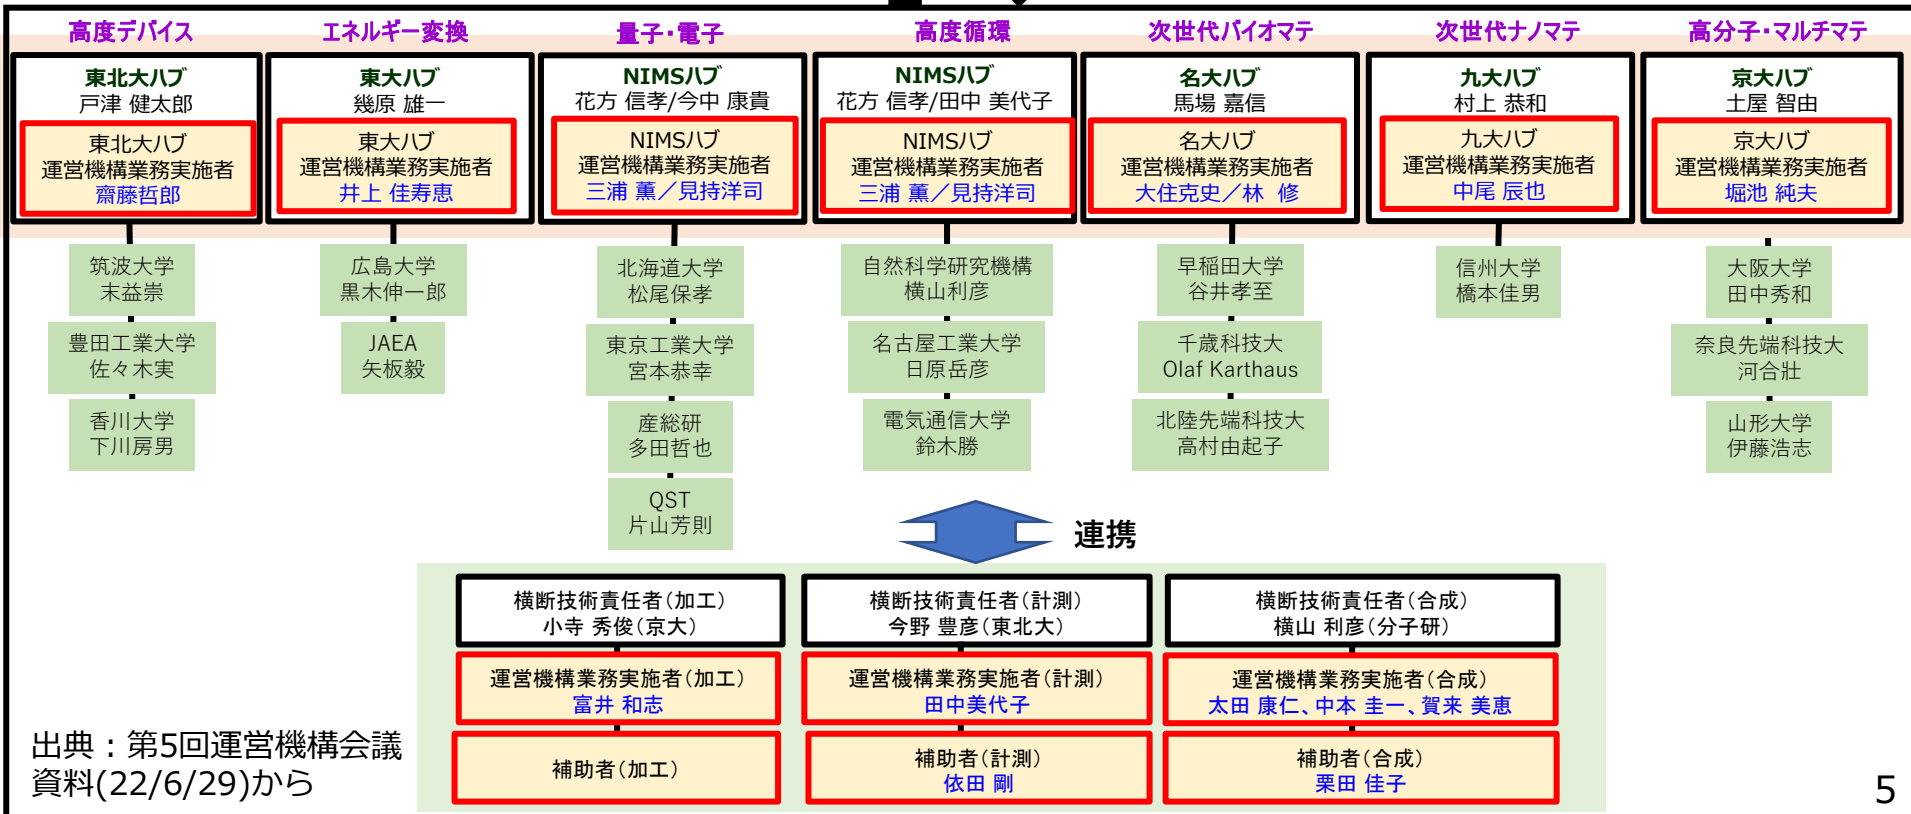 高度デバイス
東北大ハブ
戸津 健太郎
東北大ハブ
運営機構業務実施者
齋藤哲郎
筑波大学
末益崇
豊田工業大学
佐々木実
香川大学
下川房男
エネルギー変換
東大ハブ
幾原 雄一
東大ハブ
運営機構業務実施者
井上 佳寿恵
広島大学
黒木伸一郎
JAEA
矢板毅
量子・電子
NIMSハブ
花方 信孝/今中 康貴
NIMSハブ
運営機構業務実施者
三浦 薫／見持洋司
北海道大学
松尾保孝
東京工業大学
宮本恭幸
産総研
多田哲也
QST
片山芳則
高度循環
NIMSハブ
花方 信孝/田中 美代子
NIMSハブ
運営機構業務実施者
三浦 薫／見持洋司
自然科学研究機構
横山利彦
名古屋工業大学
日原岳彦
電気通信大学
鈴木勝
次世代バイオマテ
名大ハブ
馬場 嘉信
名大ハブ
運営機構業務実施者
大住克史／林 修
早稲田大学
谷井孝至
千歳科技大
Olaf Karthaus
北陸先端科技大
高村由起子
次世代ナノマテ
九大ハブ
村上 恭和
九大ハブ
運営機構業務実施者
中尾 辰也
信州大学
橋本佳男
高分子・マルチマテ
京大ハブ
土屋 智由
京大ハブ
運営機構業務実施者
堀池 純夫
大阪大学
田中秀和
奈良先端科技大
河合壯
山形大学
伊藤浩志
連携
横断技術責任者（加工）
小寺 秀俊（京大）
運営機構業務実施者（加工）
富井 和志
補助者（加工）
横断技術責任者（計測）
今野 豊彦（東北大）
運営機構業務実施者（計測）
田中美代子
補助者（計測）
依田 剛
横断技術責任者（合成）
横山 利彦（分子研）
運営機構業務実施者（合成）
太田 康仁、中本 圭一、賀来 美恵
補助者（合成）
栗田 佳子
出典：第5回運営機構会議
資料(22/6/29)から
5